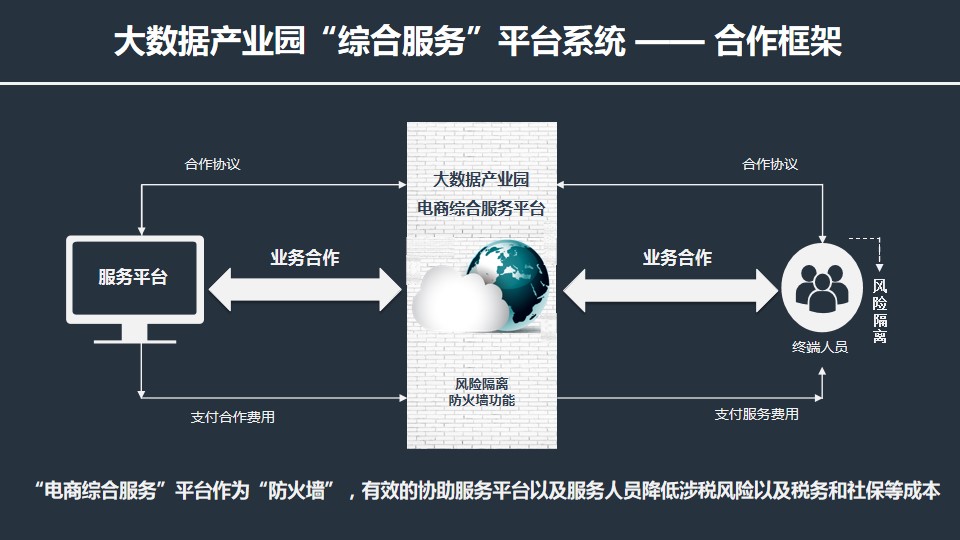 大数据产业园“综合服务”平台系统 —— 合作框架
合作协议
合作协议
大数据产业园
电商综合服务平台
业务合作
业务合作
服务平台
风险隔离
终端人员
风险隔离
防火墙功能
支付合作费用
支付服务费用
“电商综合服务”平台作为“防火墙”，有效的协助服务平台以及服务人员降低涉税风险以及税务和社保等成本